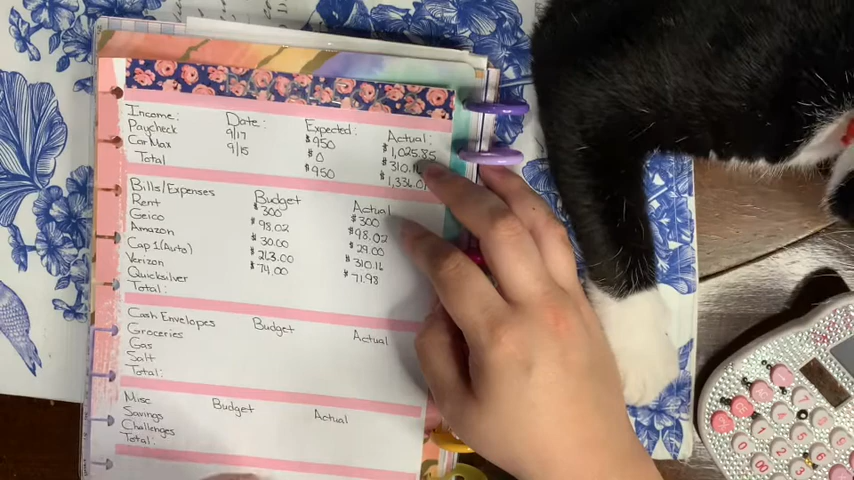 Income: Date: Expected: Actual:
Paycheck 9/17 $950 $1,025.85
CarMax 9/15 $0 $310.16
Total $950 $1,336.01
Bills/Expenses Budget Actual
Rent $300 $300
Geico $98.02 $98.02
Amazon $30.00 $29.00
Cap 1 (Auto) $213.00 $310.16
Verizon $74.00 $71.98
Quicksilver
Total:
Cash Envelopes Budget Actual
Groceries
Gas
Salt
Total:
Misc Budget Actual
Savings
Challenges
Total: